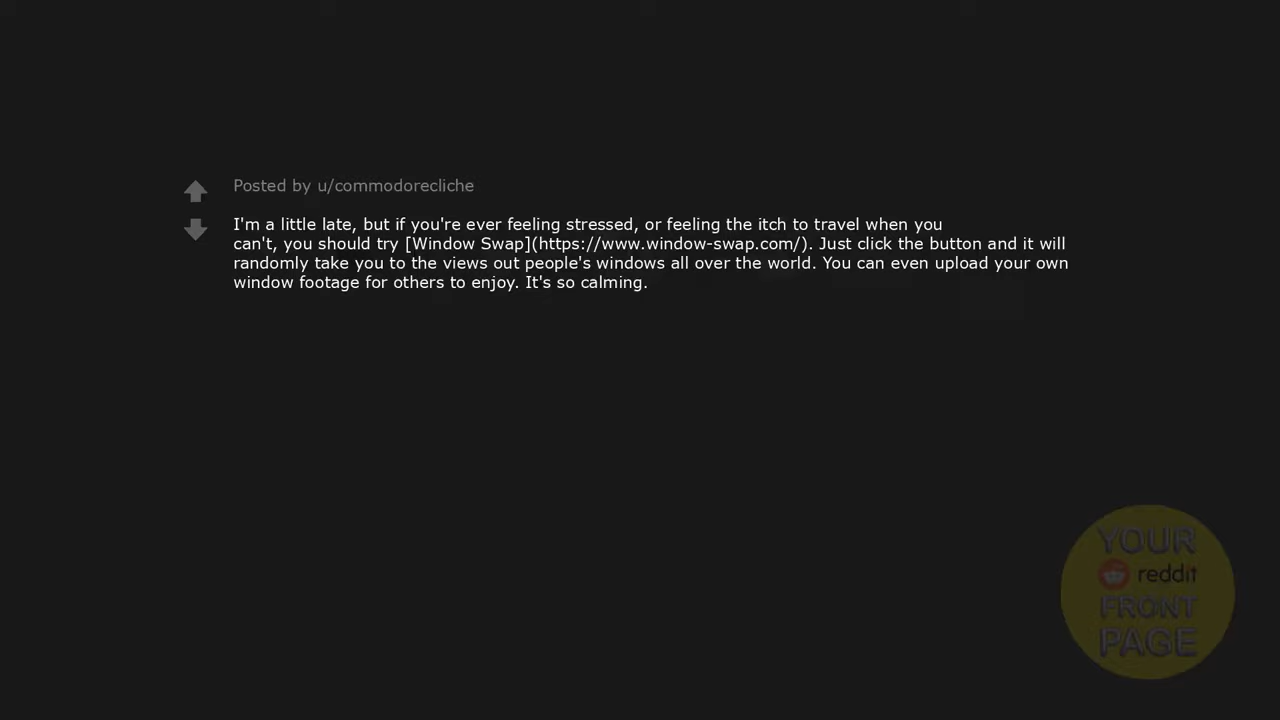 Posted by u/commodorecliche
I'm a little late, but if you're ever feeling stressed, or feeling the itch to travel when you
can't, you should try [Window Swap](https://www.window-swap.com/). Just click the button and it will
randomly take you to the views out people's windows all over the world. You can even upload your own
window footage for others to enjoy. It's so calming.
YOUR
reddit
FRONT
PAGE